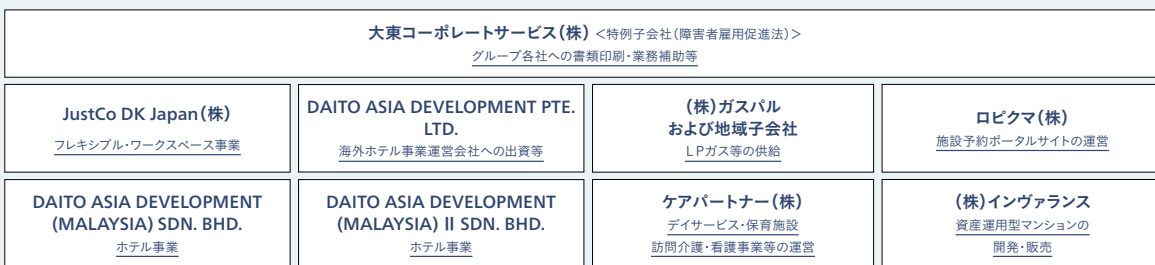 大東コーポレートサービス(株) <特例子会社(障害者雇用促進法)>
グループ各社への書類印刷・業務補助等
JustCo DK Japan(株)
フレキシブル・ワークスペース事業
DAITO ASIA DEVELOPMENT PTE.
LTD.
海外ホテル事業運営会社への出資等
(株)ガスパル
および地域子会社
LPガス等の供給
ロピクマ(株)
施設予約ポータルサイトの運営
DAITO ASIA DEVELOPMENT
(MALAYSIA) SDN. BHD.
ホテル事業
DAITO ASIA DEVELOPMENT
(MALAYSIA) II SDN. BHD.
ホテル事業
ケアパートナー(株)
デイサービス・保育施設
訪問介護・看護事業等の運営
(株)インヴァランス
資産運用型マンションの
開発・販売